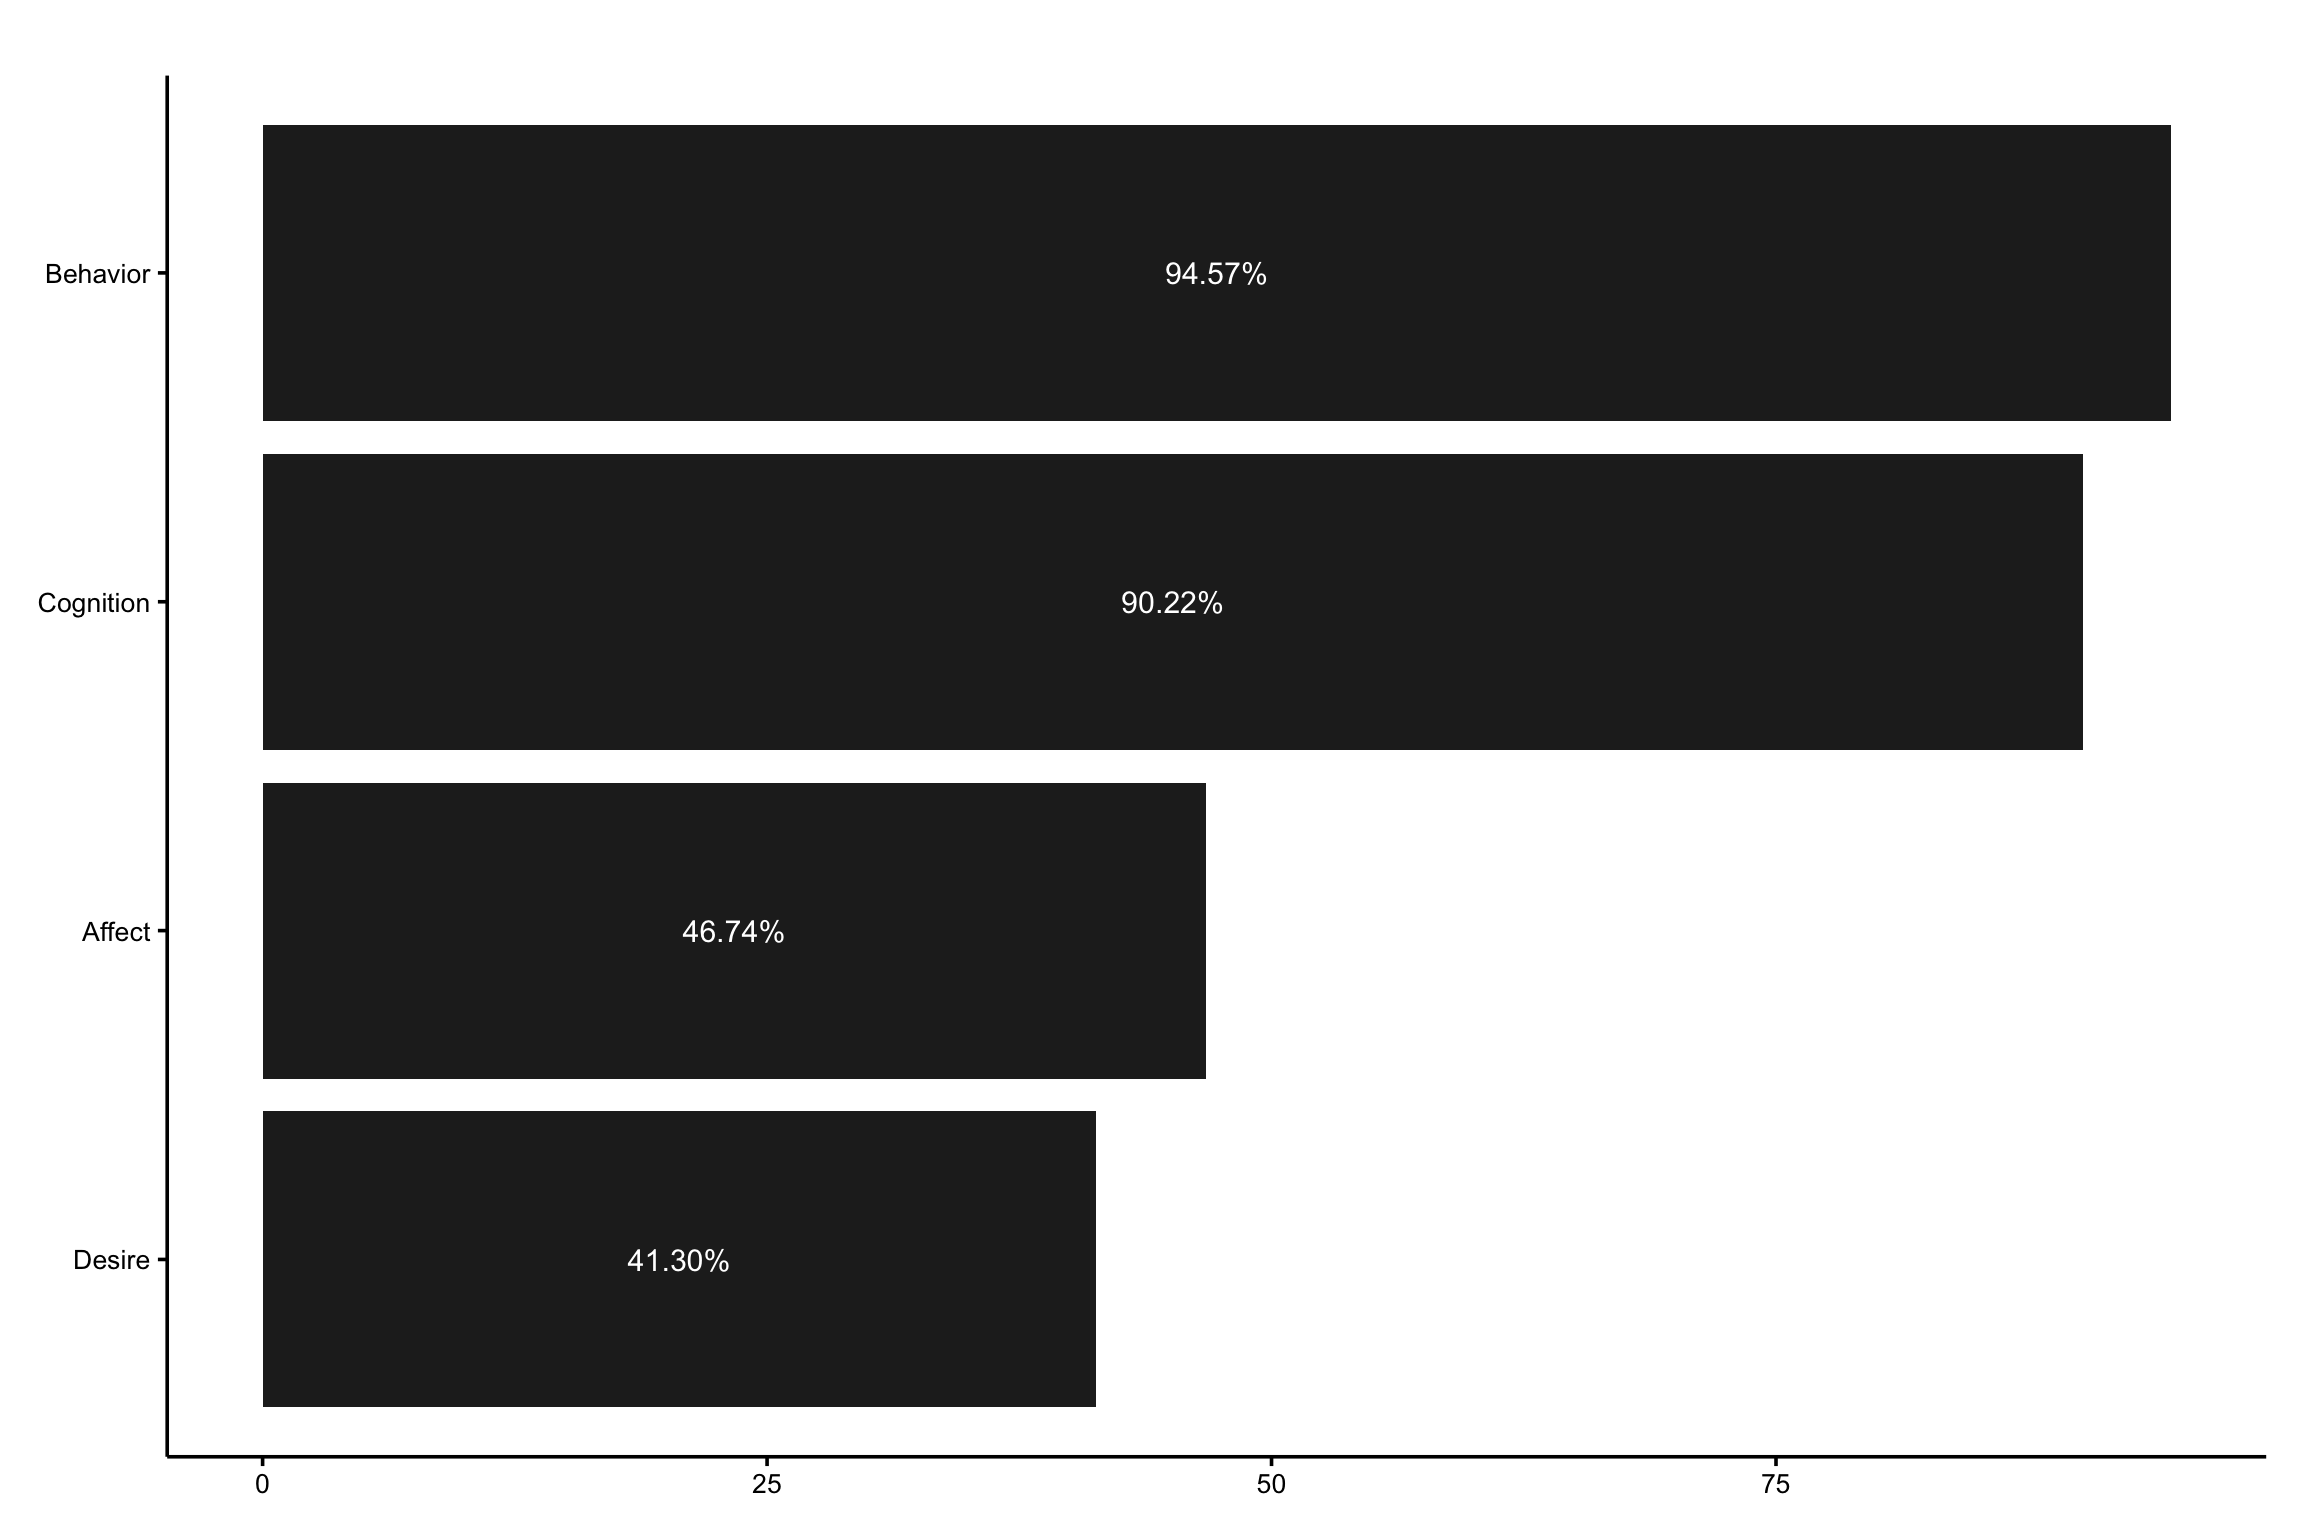 Behavior
94.57%
Cognition
90.22%
Affect
46.74%
Desire
41.30%
0 25 50 75